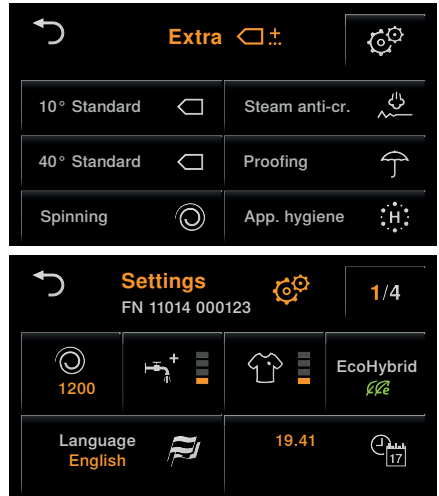 Extra
10° Standard
Steam anti-cr.
40° Standard
Proofing
Spinning
App. hygiene
H
Settings
FN 11014 000123
1/4
1200
EcoHybrid
Language
English
19.41
17